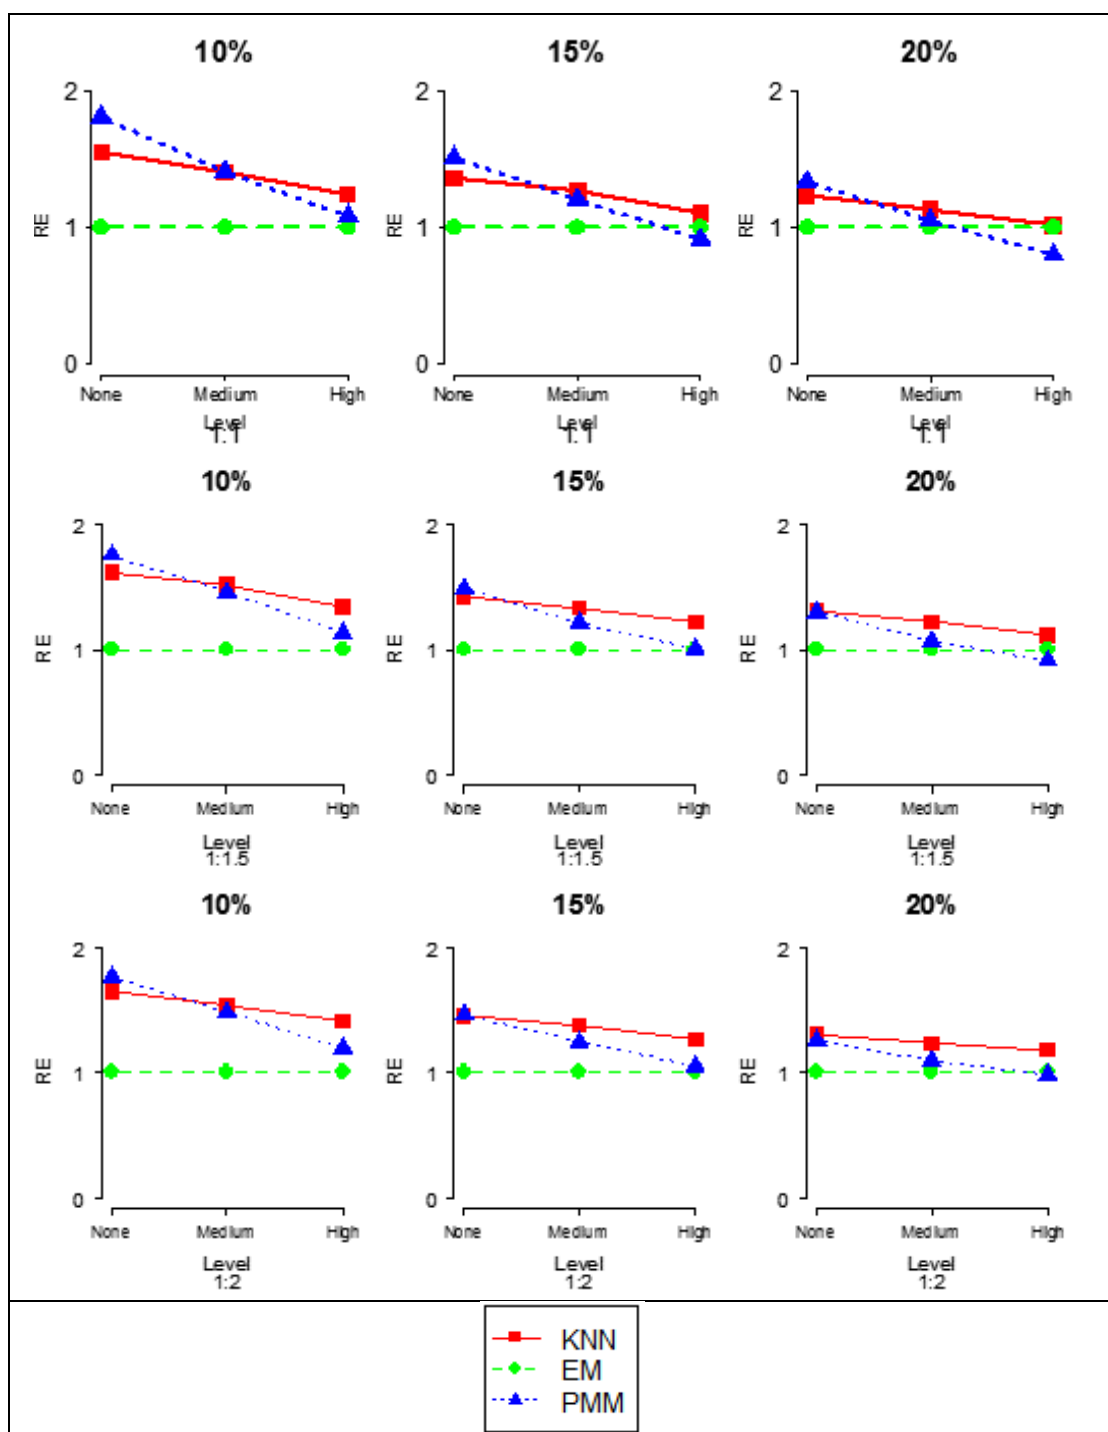 10% 15% 20%
2 2 2
RE 1 RE 1 RE 1
0 0 0
None Medium High None Medium High None Medium High
Level Level Level
1:1 1:1 1:1
10% 15% 20%
2 2 2
RE 1 RE 1 RE 1
0 0 0
None Medium High None Medium High None Medium High
Level Level Level
1:1.5 1:1.5 1:1.5
10% 15% 20%
2 2 2
RE 1 RE 1 RE 1
0 0 0
None Medium High None Medium High None Medium High
Level Level Level
1:2 1:2 1:2
KNN
EM
PMM